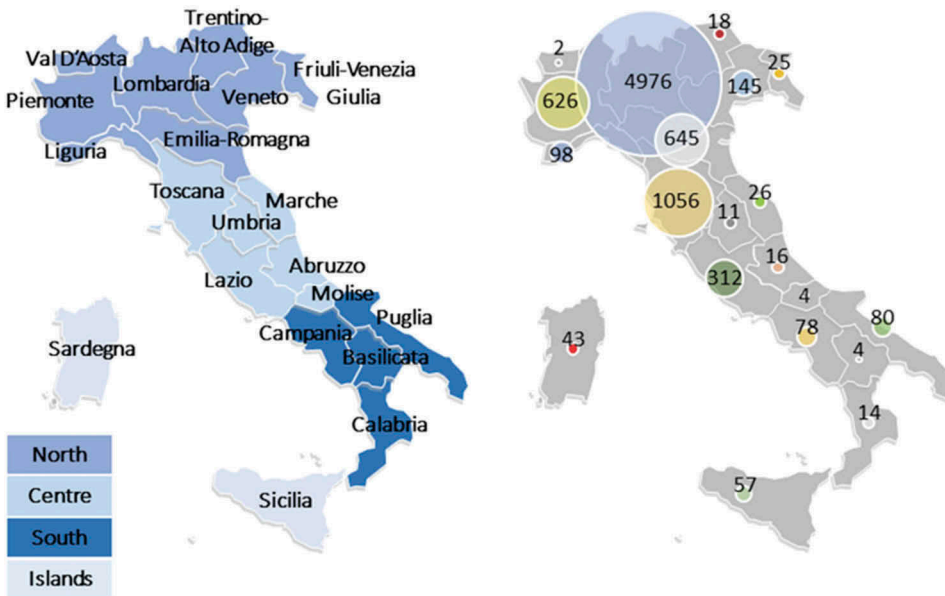 Trentino-
Alto Adige
Val D'Aosta
Friuli-Venezia
Giulia
Lombardia
Piemonte
Veneto
Emilia-Romagna
Liguria
Toscana
Marche
Umbria
Abruzzo
Lazio
Molise
Puglia
Campania
Sardegna
Basilicata
Calabria
Sicilia
North
Centre
South
Islands
18
2
25
4976
145
626
645
98
1056
26
11
16
312
4
80
78
43
4
14
57